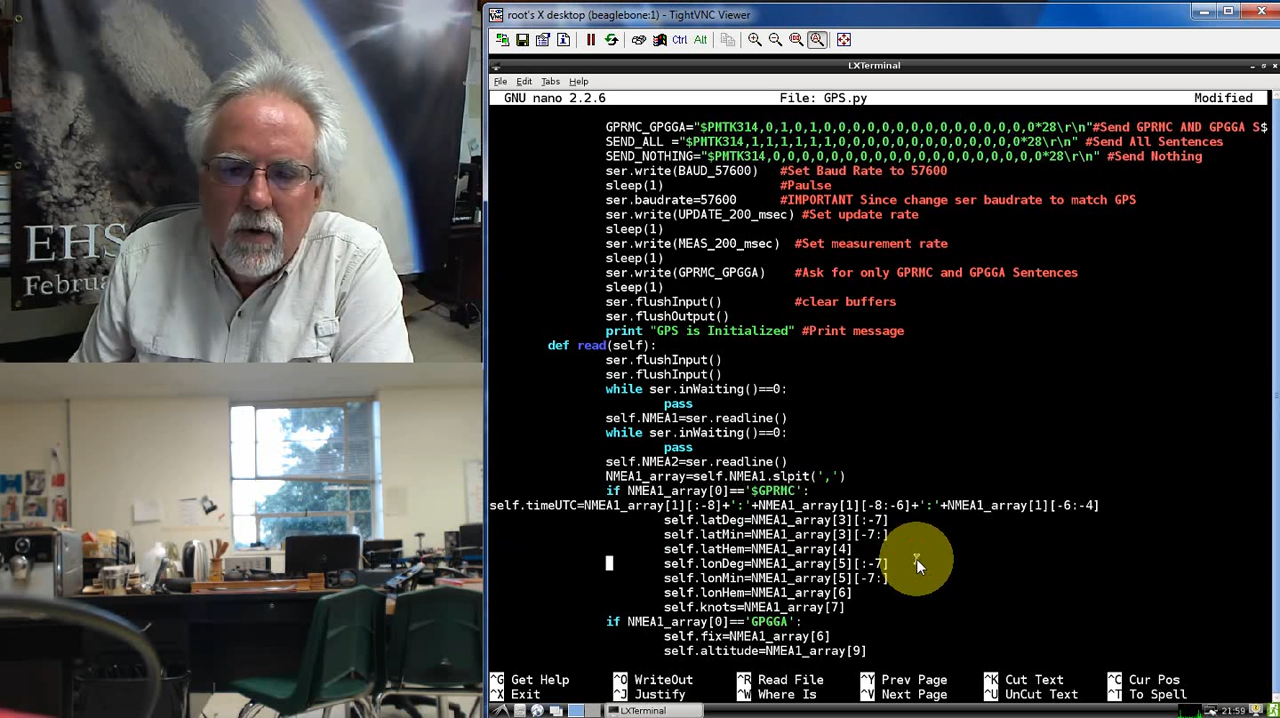 root's X desktop (beaglebone:1) - TightVNC Viewer
Ctrl Alt
LXTerminal
File Edit Tabs Help
GNU nano 2.2.6 File: GPS.py Modified
GPRMC_GPGGA="$PMTK314,0,1,0,1,0,0,0,0,0,0,0,0,0,0,0,0,0,0,0*28\r\n"#Send GPRMC AND GPGGA S$
SEND_ALL ="$PMTK314,1,1,1,1,1,1,0,0,0,0,0,0,0,0,0,0,0,0,0*28\r\n" #Send All Sentences
SEND_NOTHING="$PMTK314,0,0,0,0,0,0,0,0,0,0,0,0,0,0,0,0,0,0,0*28\r\n" #Send Nothing
ser.write(BAUD_57600) #Set Baud Rate to 57600
sleep(1) #Paulse
ser.baudrate=57600 #IMPORTANT Since change ser baudrate to match GPS
ser.write(UPDATE_200_msec) #Set update rate
sleep(1)
ser.write(MEAS_200_msec) #Set measurement rate
sleep(1)
ser.write(GPRMC_GPGGA) #Ask for only GPRMC and GPGGA Sentences
sleep(1)
ser.flushInput() #clear buffers
ser.flushOutput()
print "GPS is Initialized" #Print message
def read(self):
ser.flushInput()
ser.flushInput()
while ser.inWaiting()==0:
pass
self.NMEA1=ser.readline()
while ser.inWaiting()==0:
pass
self.NMEA2=ser.readline()
NMEA1_array=self.NMEA1.slpit(',')
if NMEA1_array[0]=='$GPRMC':
self.timeUTC=NMEA1_array[1][:-8]+':'+NMEA1_array[1][-8:-6]+':'+NMEA1_array[1][-6:-4]
self.latDeg=NMEA1_array[3][:-7]
self.latMin=NMEA1_array[3][-7:]
self.latHem=NMEA1_array[4]
self.lonDeg=NMEA1_array[5][:-7]
self.lonMin=NMEA1_array[5][-7:]
self.lonHem=NMEA1_array[6]
self.knots=NMEA1_array[7]
if NMEA1_array[0]=='GPGGA':
self.fix=NMEA1_array[6]
self.altitude=NMEA1_array[9]
^G Get Help ^O WriteOut ^R Read File ^Y Prev Page ^K Cut Text ^C Cur Pos
^X Exit ^J Justify ^W Where Is ^V Next Page ^U UnCut Text ^T To Spell
LXTerminal 21:59
EHS
Februa